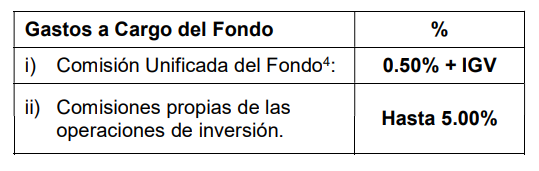 Gastos a Cargo del Fondo %
i) Comisión Unificada del Fondo4: 0.50% + IGV
ii) Comisiones propias de las
operaciones de inversión. Hasta 5.00%